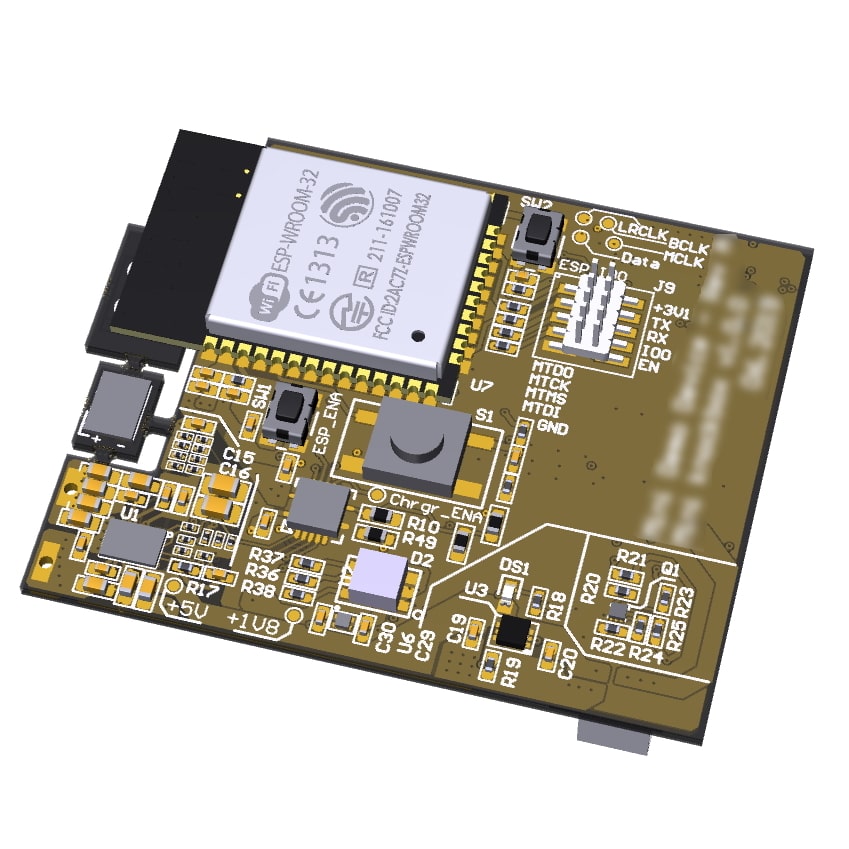 Wi Fi
ESP-WROOM-32
CE1313
R 211-161007
FCC ID:2AC7Z-ESPWROOM32
SW2
LRCLK
BCLK
MCLK
Data
J9
+3V1
TX
RX
IO0
EN
MTDO
MTCK
MTMS
MTDI
GND
U7
S1
SW1
ESP_ENA
C15
C16
U1
Chrgr_ENA
R10
R49
D2
R37
R36
R38
R17
+5V
+1V8
C30
U6
C29
DS1
U3
R18
C19
R19
C20
R21
Q1
R20
R23
R22
R24
R25
+
-